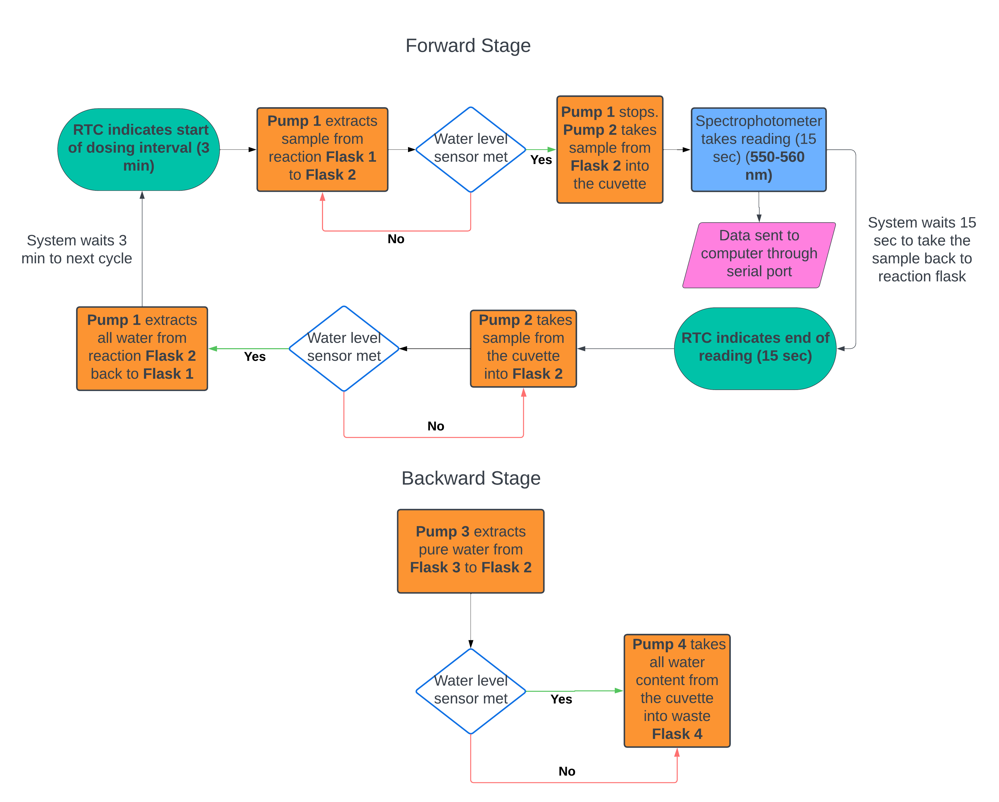 Forward Stage
RTC indicates start
of dosing interval (3
min)
Pump 1 extracts
sample from
reaction Flask 1
to Flask 2
Water level
sensor met
Yes
No
Pump 1 stops.
Pump 2 takes
sample from
Flask 2 into
the cuvette
Spectrophotometer
takes reading (15
sec) (550-560
nm)
Data sent to
computer through
serial port
System waits 15
sec to take the
sample back to
reaction flask
RTC indicates end of
reading (15 sec)
Pump 2 takes
sample from
the cuvette
into Flask 2
Water level
sensor met
Yes
No
Pump 1 extracts
all water from
reaction Flask 2
back to Flask 1
System waits 3
min to next cycle
Backward Stage
Pump 3 extracts
pure water from
Flask 3 to Flask 2
Water level
sensor met
Yes
No
Pump 4 takes
all water
content from
the cuvette
into waste
Flask 4